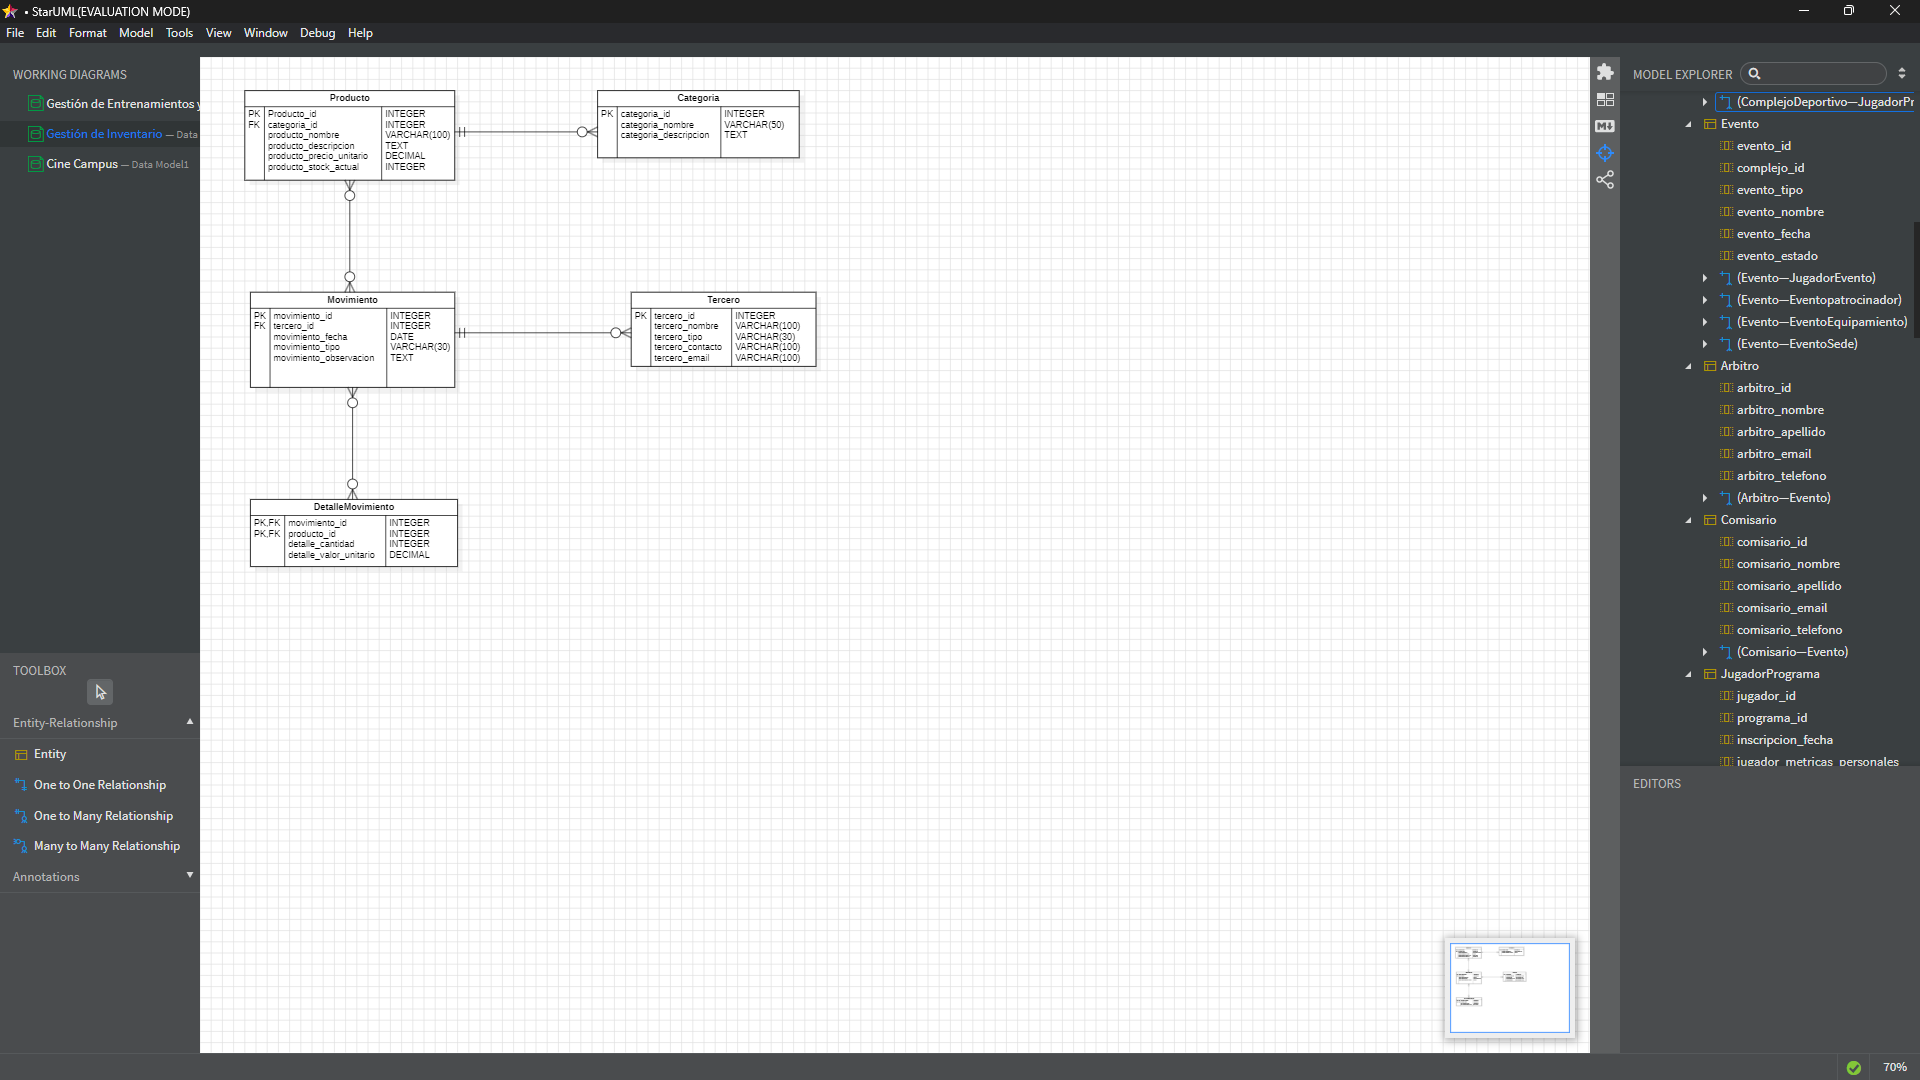 • StarUML(EVALUATION MODE)
File Edit Format Model Tools View Window Debug Help
WORKING DIAGRAMS
Gestión de Entrenamientos y
Gestión de Inventario — Data
Cine Campus — Data Model1
TOOLBOX
Entity-Relationship
Entity
One to One Relationship
One to Many Relationship
Many to Many Relationship
Annotations
Producto
PK Producto_id INTEGER
FK categoria_id INTEGER
producto_nombre VARCHAR(100)
producto_descripcion TEXT
producto_precio_unitario DECIMAL
producto_stock_actual INTEGER
Categoria
PK categoria_id INTEGER
categoria_nombre VARCHAR(50)
categoria_descripcion TEXT
Movimiento
PK movimiento_id INTEGER
FK tercero_id INTEGER
movimiento_fecha DATE
movimiento_tipo VARCHAR(30)
movimiento_observacion TEXT
Tercero
PK tercero_id INTEGER
tercero_nombre VARCHAR(100)
tercero_tipo VARCHAR(30)
tercero_contacto VARCHAR(100)
tercero_email VARCHAR(100)
DetalleMovimiento
PK,FK movimiento_id INTEGER
PK,FK producto_id INTEGER
detalle_cantidad INTEGER
detalle_valor_unitario DECIMAL
MODEL EXPLORER
(ComplejoDeportivo—JugadorPr
Evento
evento_id
complejo_id
evento_tipo
evento_nombre
evento_fecha
evento_estado
(Evento—JugadorEvento)
(Evento—Eventopatrocinador)
(Evento—EventoEquipamiento)
(Evento—EventoSede)
Arbitro
arbitro_id
arbitro_nombre
arbitro_apellido
arbitro_email
arbitro_telefono
(Arbitro—Evento)
Comisario
comisario_id
comisario_nombre
comisario_apellido
comisario_email
comisario_telefono
(Comisario—Evento)
JugadorPrograma
jugador_id
programa_id
inscripcion_fecha
jugador_metricas_personales
EDITORS
70%